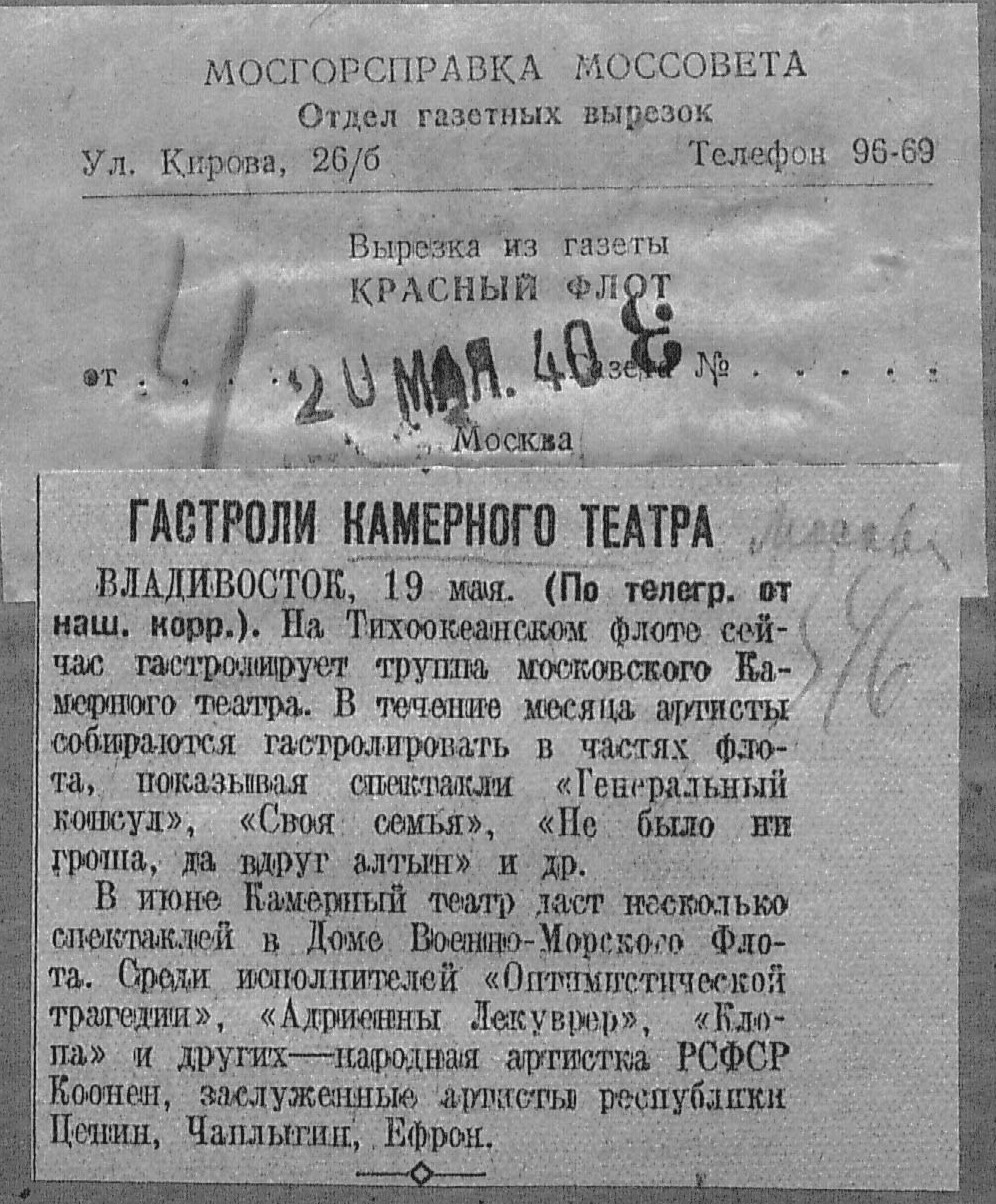 МОСГОРСПРАВКА МОССОВЕТА
Отдел газетных вырезок
Ул. Кирова, 26/б Телефон 96-69
Вырезка из газеты
КРАСНЫЙ ФЛОТ
от . . . . 20 МАЯ. 40 Газета № . . . . .
Москва
4
ГАСТРОЛИ КАМЕРНОГО ТЕАТРА
ВЛАДИВОСТОК, 19 мая. (По телегр. от
наш. корр.). На Тихоокеанском флоте сей-
час гастролирует труппа московского Ка-
мерного театра. В течение месяца артисты
собираются гастролировать в частях фло-
та, показывая спектакли «Генеральный
консул», «Своя семья», «Не было ни
гроша, да вдруг алтын» и др.
В июне Камерный театр даст несколько
спектаклей в Доме Военно-Морского Фло-
та. Среди исполнителей «Оптимистической
трагедии», «Адриенны Лекуврер», «Кло-
па» и других—народная артистка РСФСР
Коонен, заслуженные артисты республики
Ценин, Чаплыгин, Ефрон.